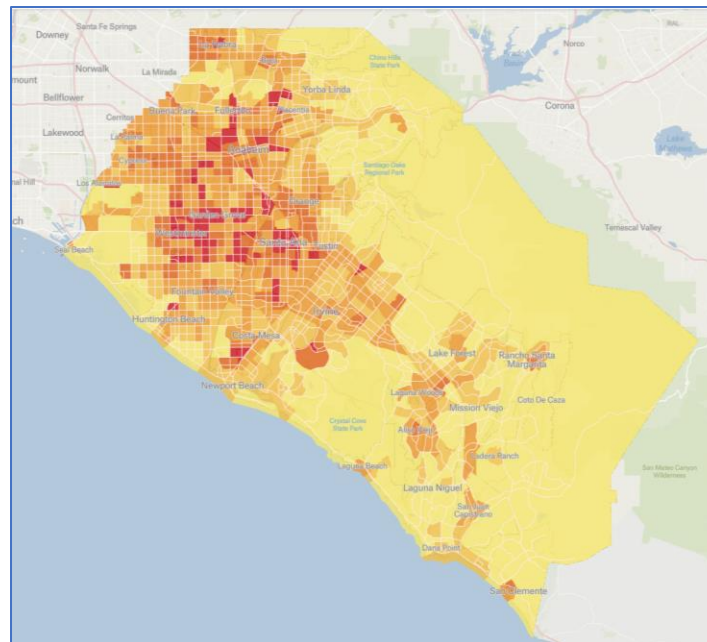 Santa Fe Springs
Downey
Norwalk
La Mirada
Bellflower
Chino Hills
State Park
Norco
Corona
Yorba Linda
Placentia
Buena Park
Fullerton
Cerritos
Lakewood
Anaheim
Santiago Oaks
Regional Park
Los Alamitos
Orange
Garden Grove
Westminster
Santa Ana
Tustin
Temescal Valley
Seal Beach
Fountain Valley
Irvine
Huntington Beach
Costa Mesa
Lake Forest
Rancho Santa
Margarita
Newport Beach
Laguna Woods
Mission Viejo
Coto De Caza
Crystal Cove
State Park
Aliso Viejo
Ladera Ranch
Laguna Beach
San Mateo Canyon
Wilderness
Laguna Niguel
San Juan
Capistrano
Dana Point
San Clemente